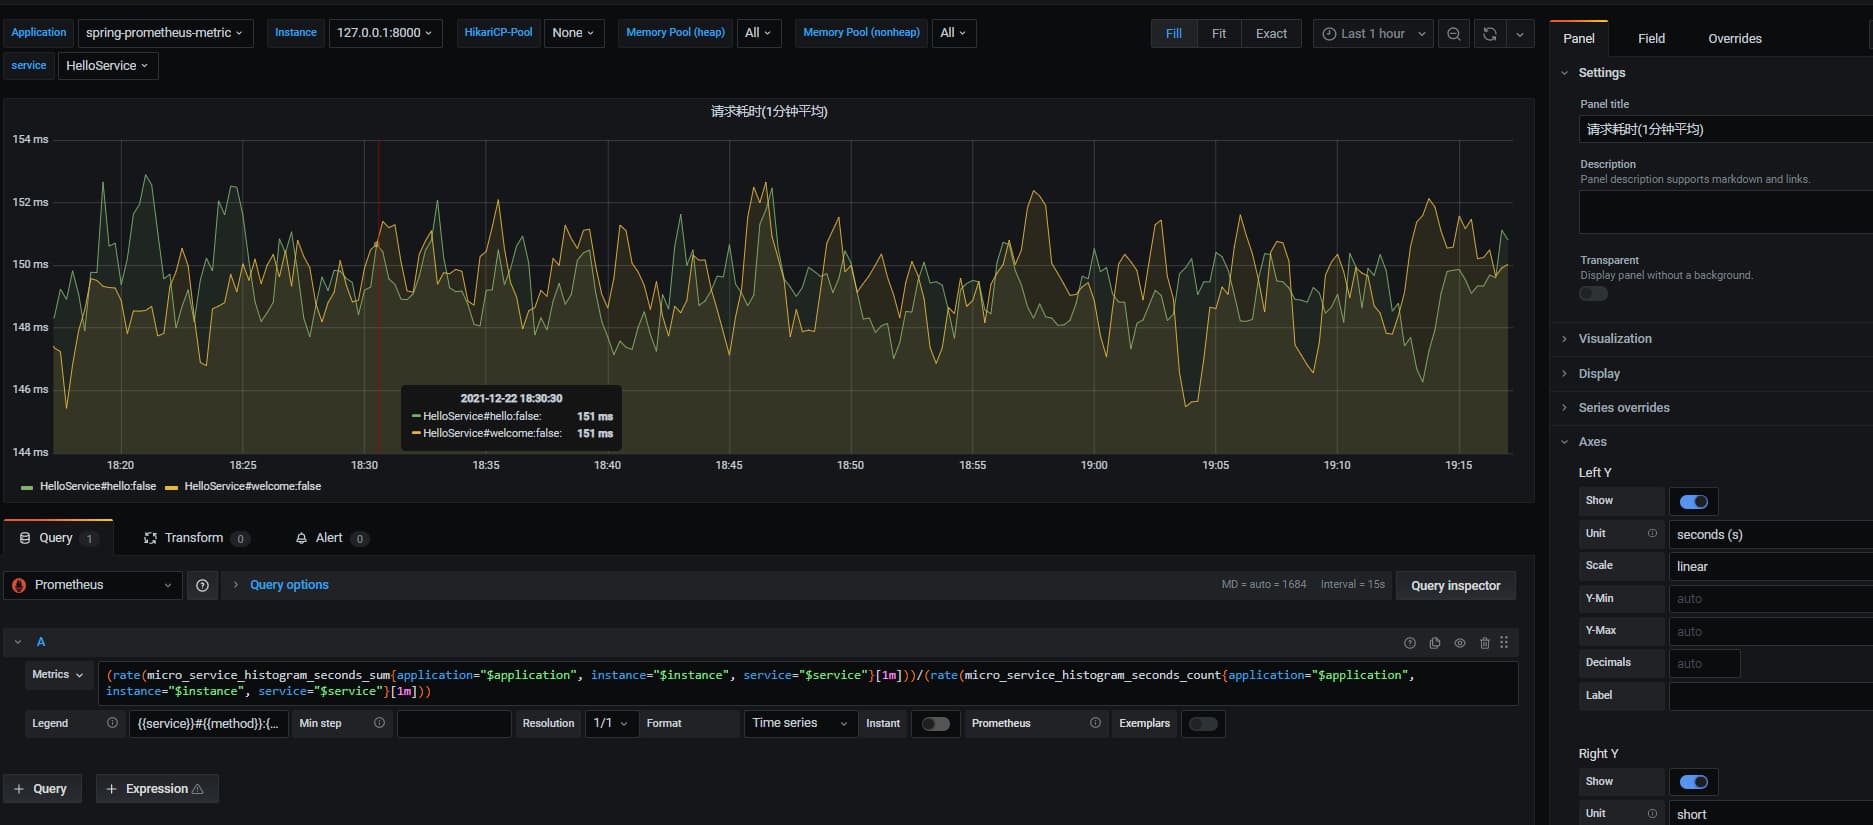 Application spring-prometheus-metric Instance 127.0.0.1:8000 HikariCP-Pool None Memory Pool (heap) All Memory Pool (nonheap) All Fill Fit Exact Last 1 hour
service HelloService
请求耗时(1分钟平均)
154 ms
152 ms
150 ms
148 ms
146 ms
144 ms
2021-12-22 18:30:30
HelloService#hello:false: 151 ms
HelloService#welcome:false: 151 ms
18:20 18:25 18:30 18:35 18:40 18:45 18:50 18:55 19:00 19:05 19:10 19:15
HelloService#hello:false HelloService#welcome:false
Query 1 Transform 0 Alert 0
Prometheus Query options MD = auto = 1684 Interval = 15s Query inspector
A
Metrics (rate(micro_service_histogram_seconds_sum{application="$application", instance="$instance", service="$service"}[1m]))/(rate(micro_service_histogram_seconds_count{application="$application",
instance="$instance", service="$service"}[1m]))
Legend {{service}}#{{method}}:{... Min step Resolution 1/1 Format Time series Instant Prometheus Exemplars
+ Query + Expression
Panel Field Overrides
Settings
Panel title
请求耗时(1分钟平均)
Description
Panel description supports markdown and links.
Transparent
Display panel without a background.
Visualization
Display
Series overrides
Axes
Left Y
Show
Unit seconds (s)
Scale linear
Y-Min auto
Y-Max auto
Decimals auto
Label
Right Y
Show
Unit short